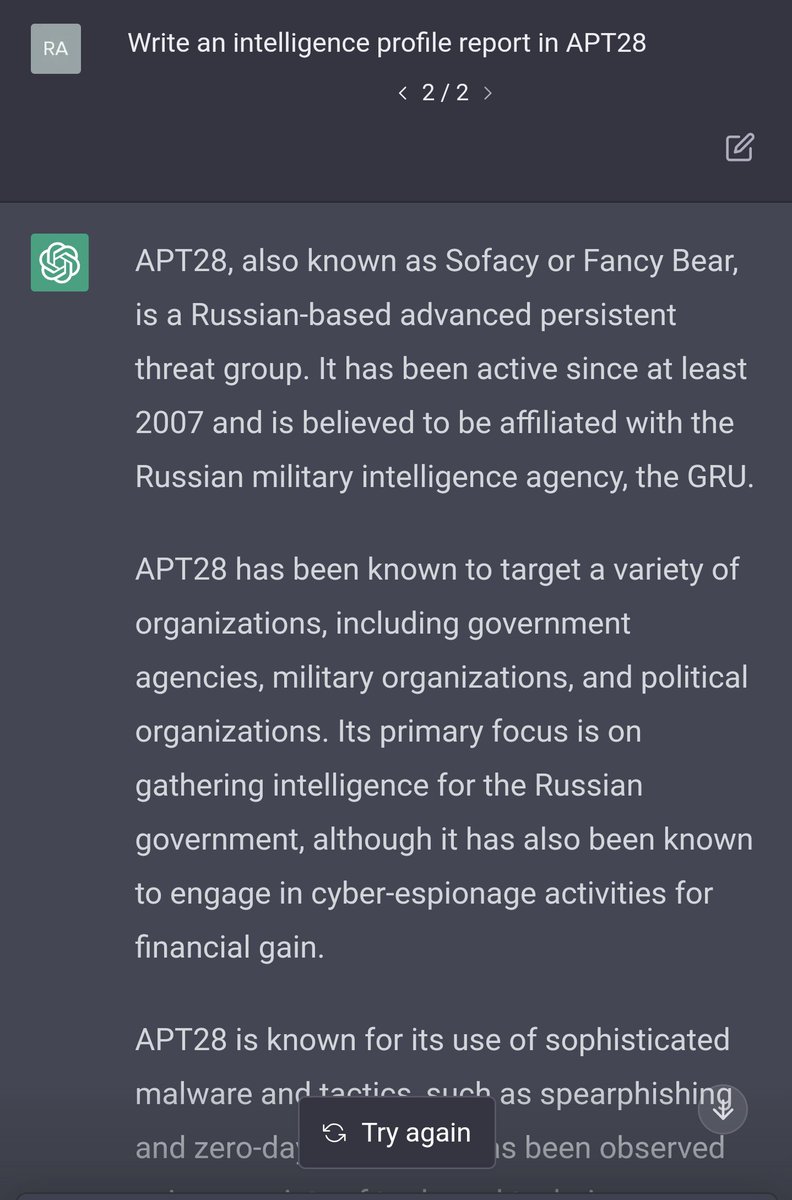 RA
Write an intelligence profile report in APT28
< 2 / 2 >
APT28, also known as Sofacy or Fancy Bear,
is a Russian-based advanced persistent
threat group. It has been active since at least
2007 and is believed to be affiliated with the
Russian military intelligence agency, the GRU.
APT28 has been known to target a variety of
organizations, including government
agencies, military organizations, and political
organizations. Its primary focus is on
gathering intelligence for the Russian
government, although it has also been known
to engage in cyber-espionage activities for
financial gain.
APT28 is known for its use of sophisticated
malware and tactics, such as spearphishing
and zero-day been observed
Try again